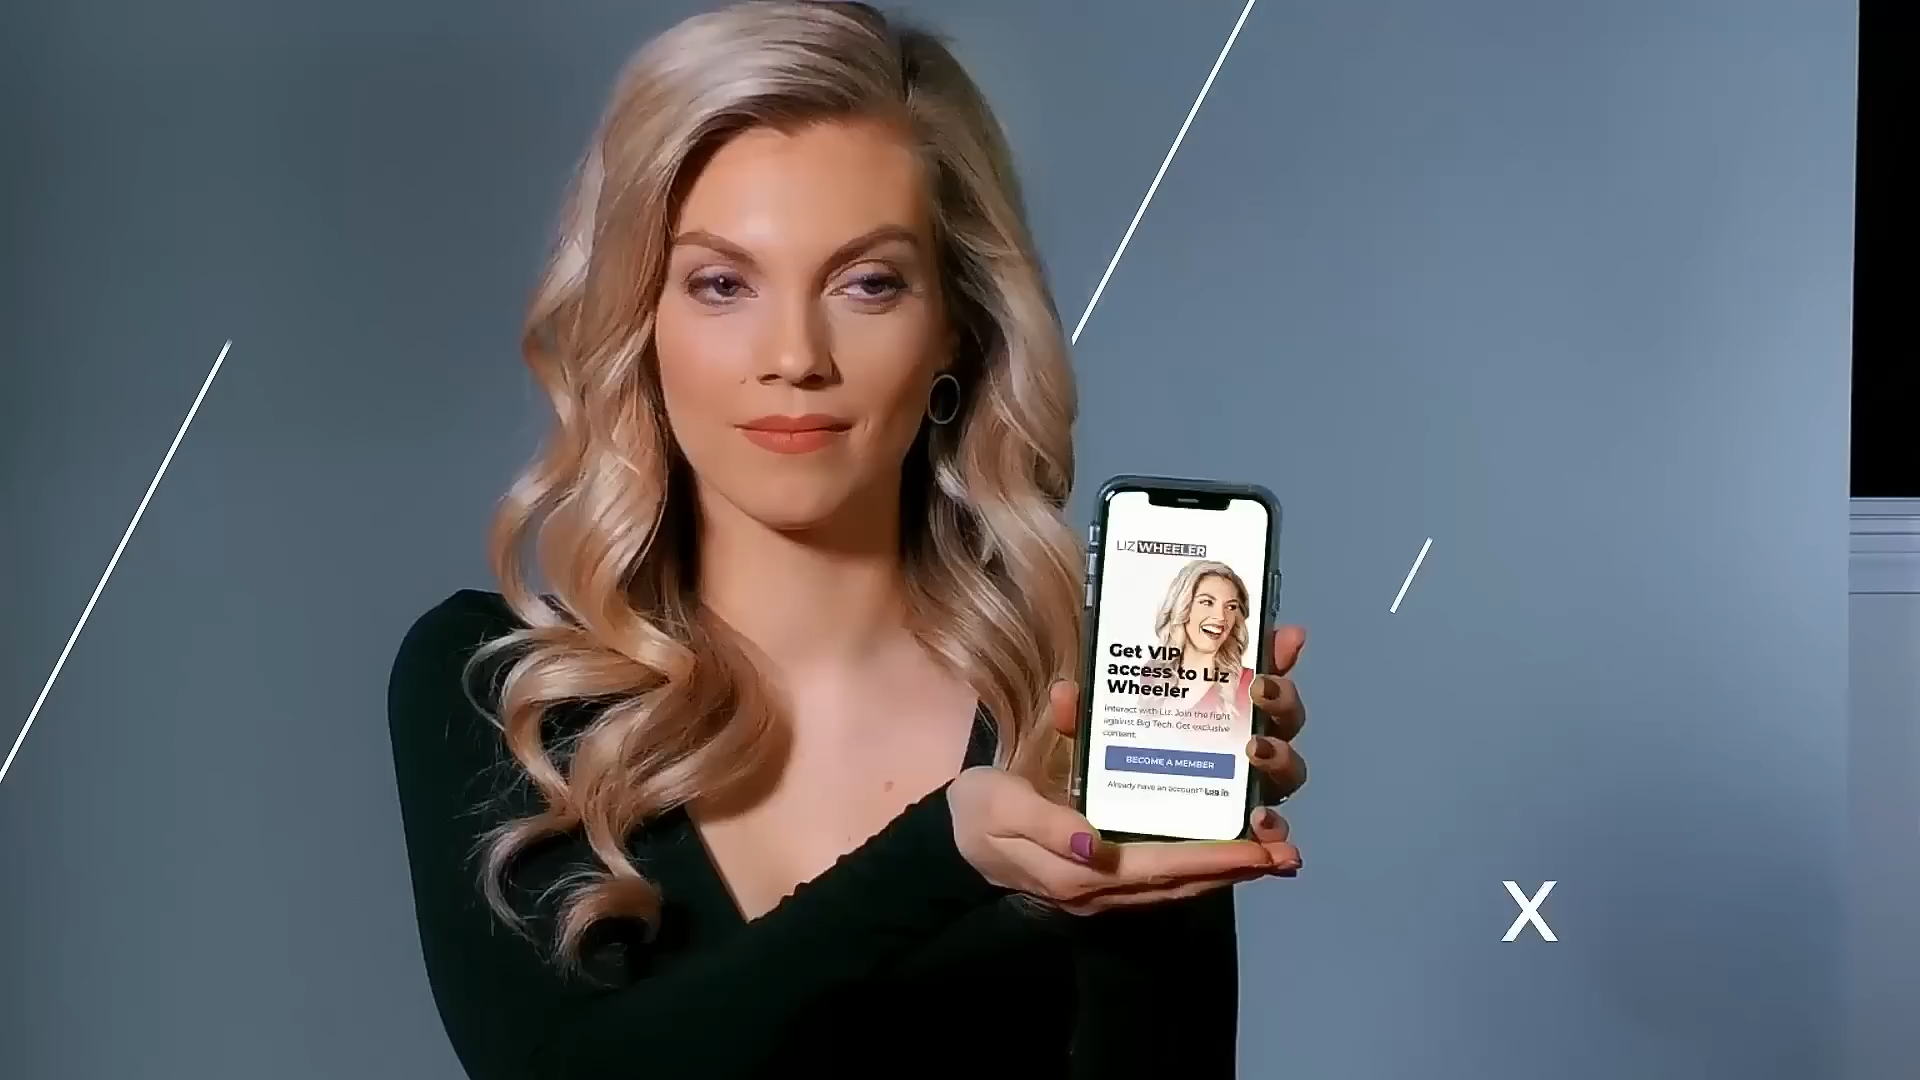 LIZ WHEELER
Get VIP
access to Liz
Wheeler
Interact with Liz. Join the fight
against Big Tech. Get exclusive
content.
BECOME A MEMBER
Already have an account? Log in
X